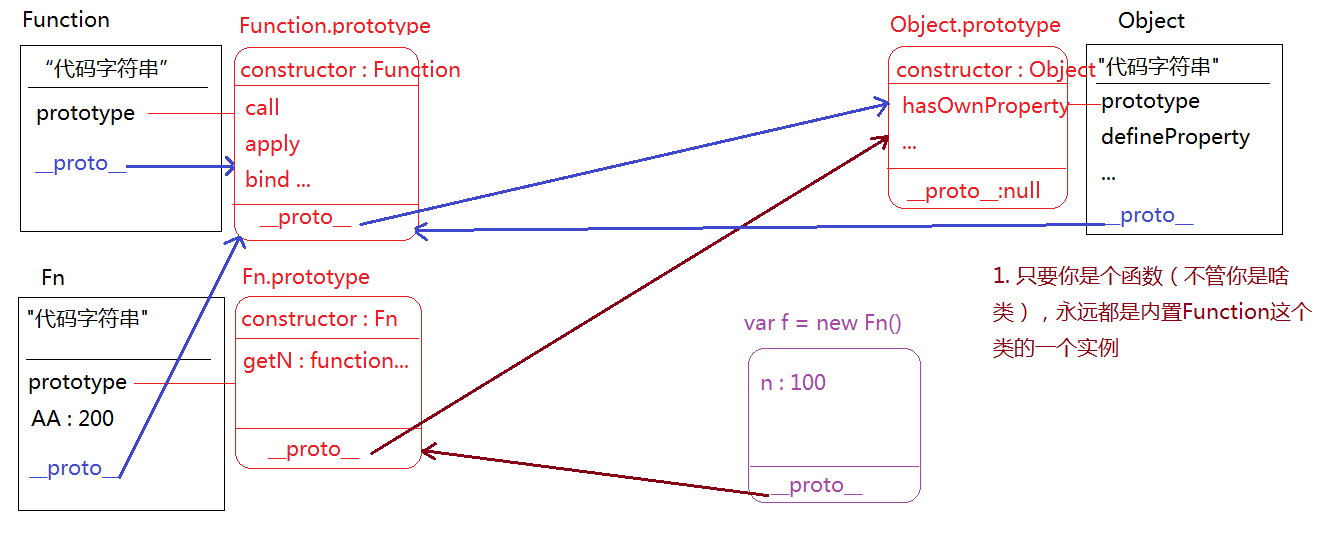 Function
“代码字符串”
prototype
__proto__
Function.prototype
constructor : Function
call
apply
bind ...
__proto__
Object.prototype
constructor : Object
hasOwnProperty
...
__proto__:null
Object
"代码字符串"
prototype
defineProperty
...
__proto__
Fn
"代码字符串"
prototype
AA : 200
__proto__
Fn.prototype
constructor : Fn
getN : function...
__proto__
var f = new Fn()
n : 100
__proto__
1. 只要你是个函数（不管你是啥
类），永远都是内置Function这个
类的一个实例